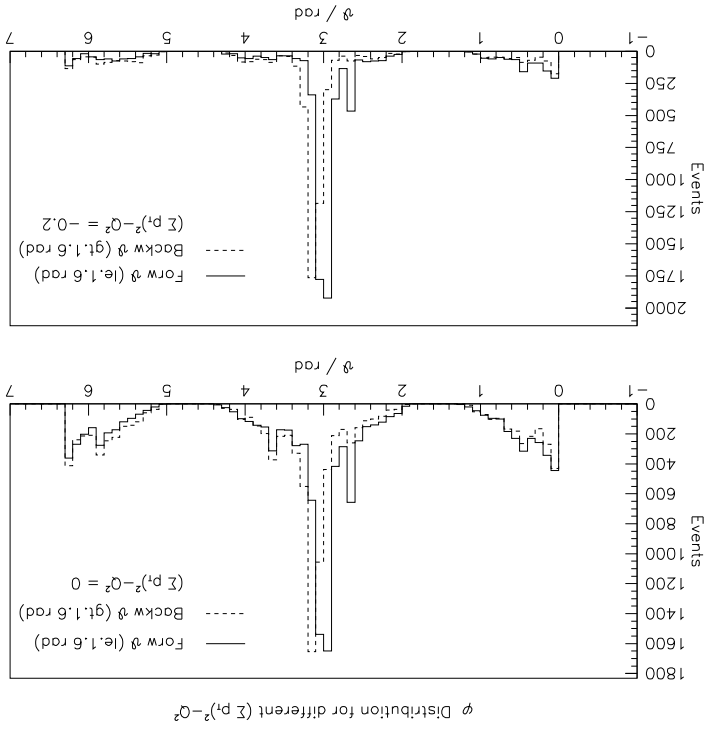 φ Distribution for different (Σ p_T)²−Q²
Events
1800
1600
1400
1200
1000
800
600
400
200
0
Forw ϑ (le.1.6 rad)
Backw ϑ (gt.1.6 rad)
(Σ p_T)²−Q² = 0
−1 0 1 2 3 4 5 6 7
ϑ / rad
Events
2000
1750
1500
1250
1000
750
500
250
0
Forw ϑ (le.1.6 rad)
Backw ϑ (gt.1.6 rad)
(Σ p_T)²−Q² = −0.2
−1 0 1 2 3 4 5 6 7
ϑ / rad